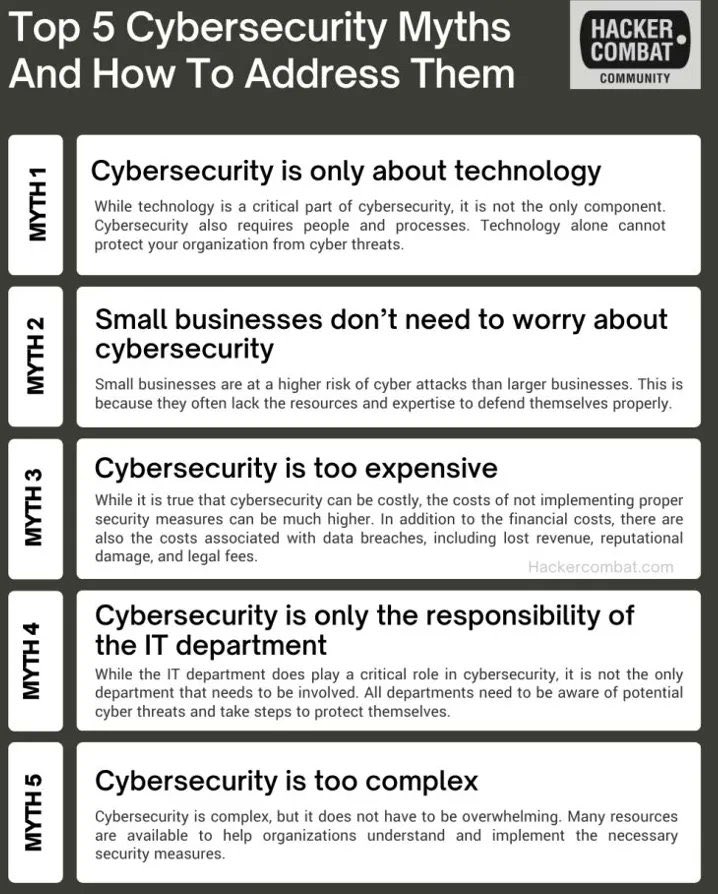 Top 5 Cybersecurity Myths
And How To Address Them
HACKER
COMBAT
COMMUNITY
MYTH 1
Cybersecurity is only about technology
While technology is a critical part of cybersecurity, it is not the only component.
Cybersecurity also requires people and processes. Technology alone cannot
protect your organization from cyber threats.
MYTH 2
Small businesses don’t need to worry about
cybersecurity
Small businesses are at a higher risk of cyber attacks than larger businesses. This is
because they often lack the resources and expertise to defend themselves properly.
MYTH 3
Cybersecurity is too expensive
While it is true that cybersecurity can be costly, the costs of not implementing proper
security measures can be much higher. In addition to the financial costs, there are
also the costs associated with data breaches, including lost revenue, reputational
damage, and legal fees.
Hackercombat.com
MYTH 4
Cybersecurity is only the responsibility of
the IT department
While the IT department does play a critical role in cybersecurity, it is not the only
department that needs to be involved. All departments need to be aware of potential
cyber threats and take steps to protect themselves.
MYTH 5
Cybersecurity is too complex
Cybersecurity is complex, but it does not have to be overwhelming. Many resources
are available to help organizations understand and implement the necessary
security measures.